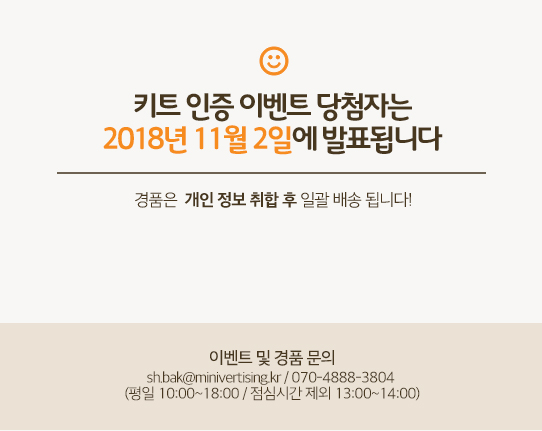 키트 인증 이벤트 당첨자는
2018년 11월 2일에 발표됩니다
경품은 개인 정보 취합 후 일괄 배송 됩니다!
이벤트 및 경품 문의
sh.bak@minivertising.kr / 070-4888-3804
(평일 10:00~18:00 / 점심시간 제외 13:00~14:00)